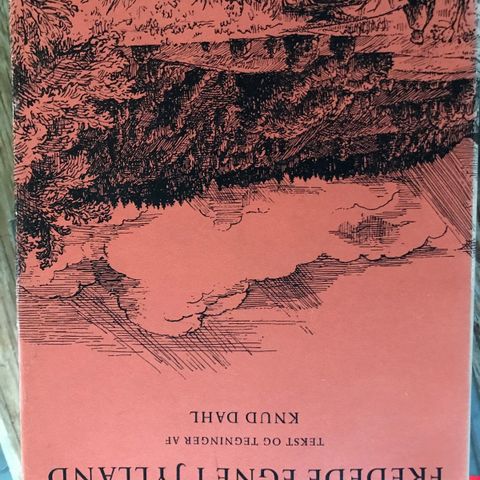 FREDEDE EGNE I JYLLAND
TEKST OG TEGNINGER AF
KNUD DAHL